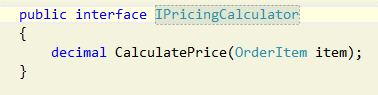 public interface IPricingCalculator
{
    decimal CalculatePrice(OrderItem item);
}